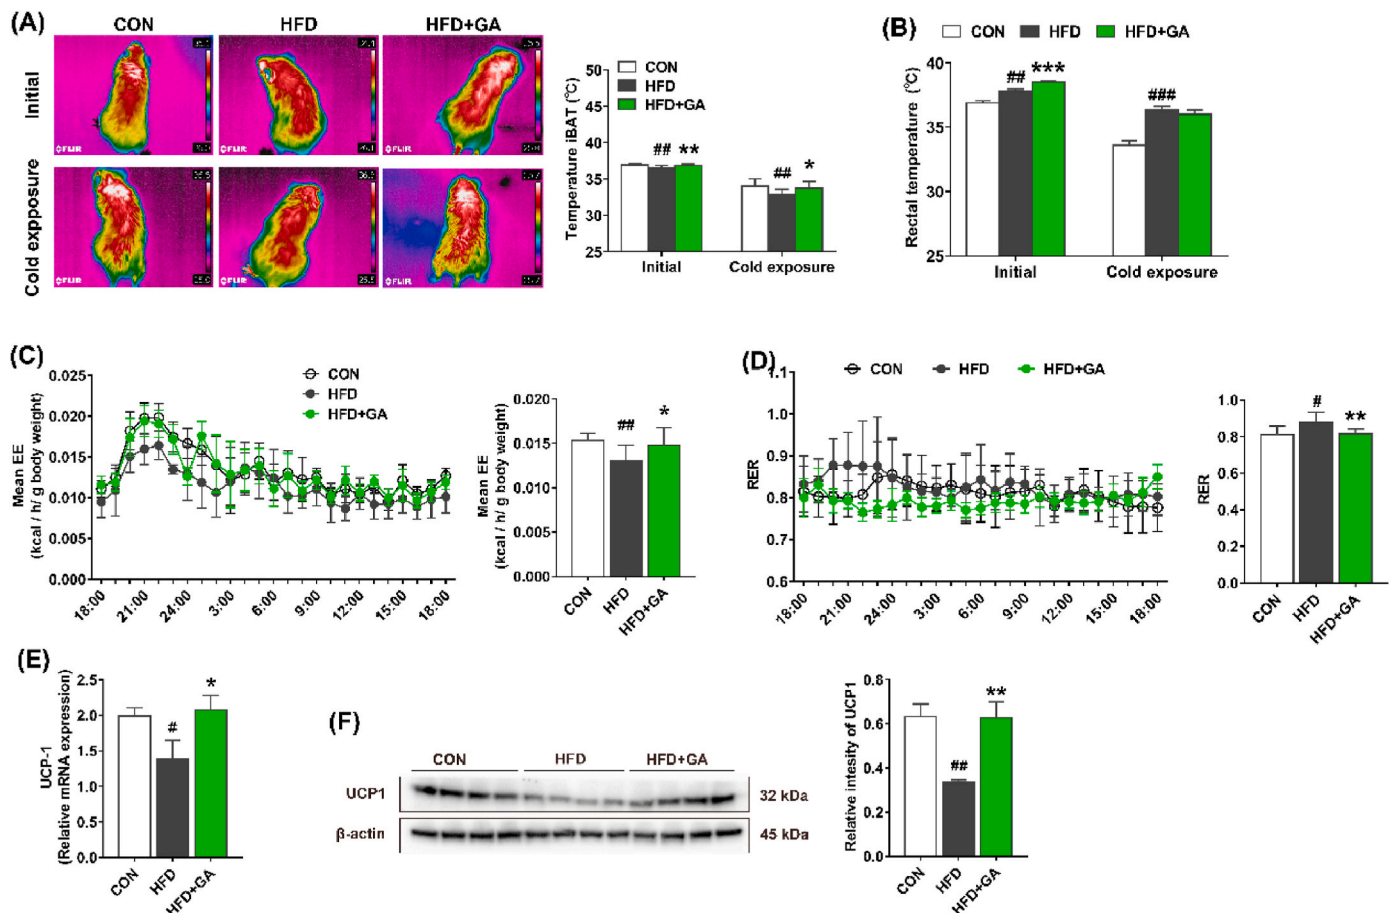 (A)
CON HFD HFD+GA
Initial
Cold expposure
◇FLIR
◇FLIR
◇FLIR
◇FLIR
◇FLIR
◇FLIR
Temperature iBAT (℃)
50
45
40
35
30
25
CON
HFD
HFD+GA
## **
## *
Initial Cold exposure
(B)
CON HFD HFD+GA
Rectal temperature (℃)
40
35
30
25
## ***
###
Initial Cold exposure
(C)
Mean EE
(kcal / h/ g body weight)
0.025
0.020
0.015
0.010
0.005
0.000
CON
HFD
HFD+GA
18:00 21:00 24:00 3:00 6:00 9:00 12:00 15:00 18:00
Mean EE
(kcal / h/ g body weight)
0.020
0.015
0.010
0.005
0.000
## *
CON HFD HFD+GA
(D)
CON HFD HFD+GA
RER
1.1
1.0
0.9
0.8
0.7
0.6
18:00 21:00 24:00 3:00 6:00 9:00 12:00 15:00 18:00
RER
1.0
0.8
0.6
0.4
0.2
0.0
# **
CON HFD HFD+GA
(E)
UCP-1
(Relative mRNA expression)
2.5
2.0
1.5
1.0
0.5
0.0
# *
CON HFD HFD+GA
(F)
CON HFD HFD+GA
UCP1 32 kDa
β-actin 45 kDa
Relative intesity of UCP1
0.8
0.6
0.4
0.2
0.0
## **
CON HFD HFD+GA